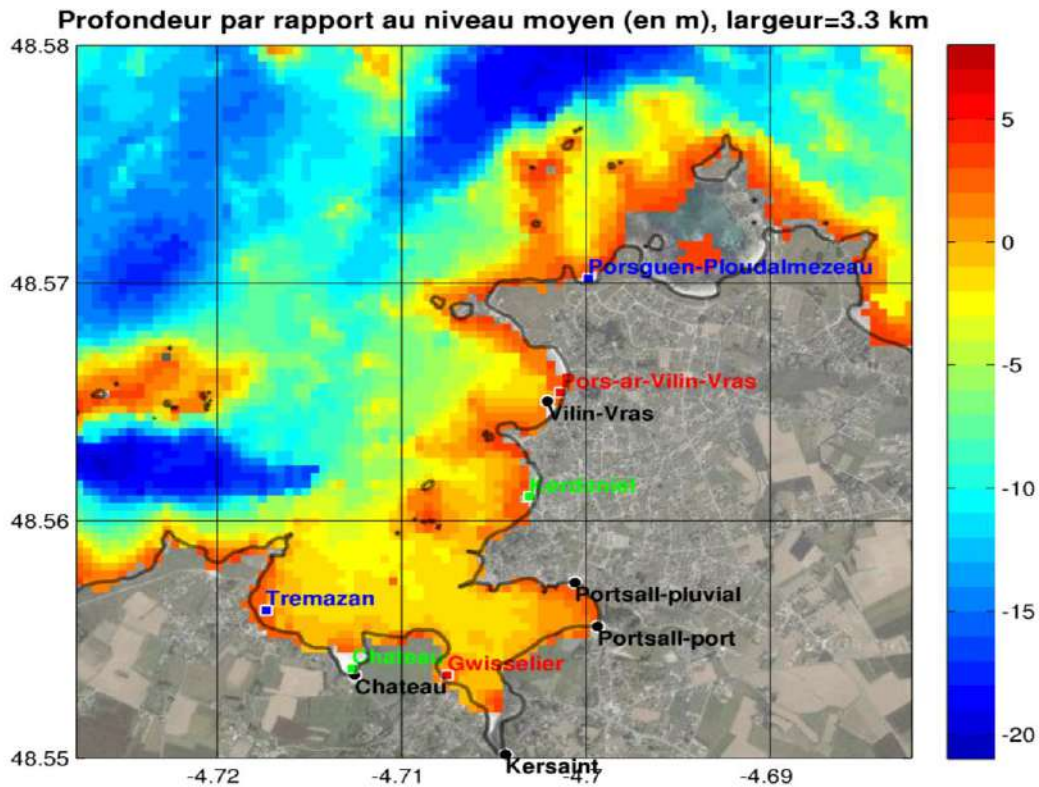 Profondeur par rapport au niveau moyen (en m), largeur=3.3 km
48.58
5
0
Porsguen-Ploudalmezeau
48.57
-5
Pors-ar-Vilin-Vras
Vilin-Vras
-10
48.56
Portsall-pluvial
Tremazan
-15
Portsall-port
Gwisselier
Chateau
-20
48.55
Kersaint
-4.72
-4.71
-4.7
-4.69